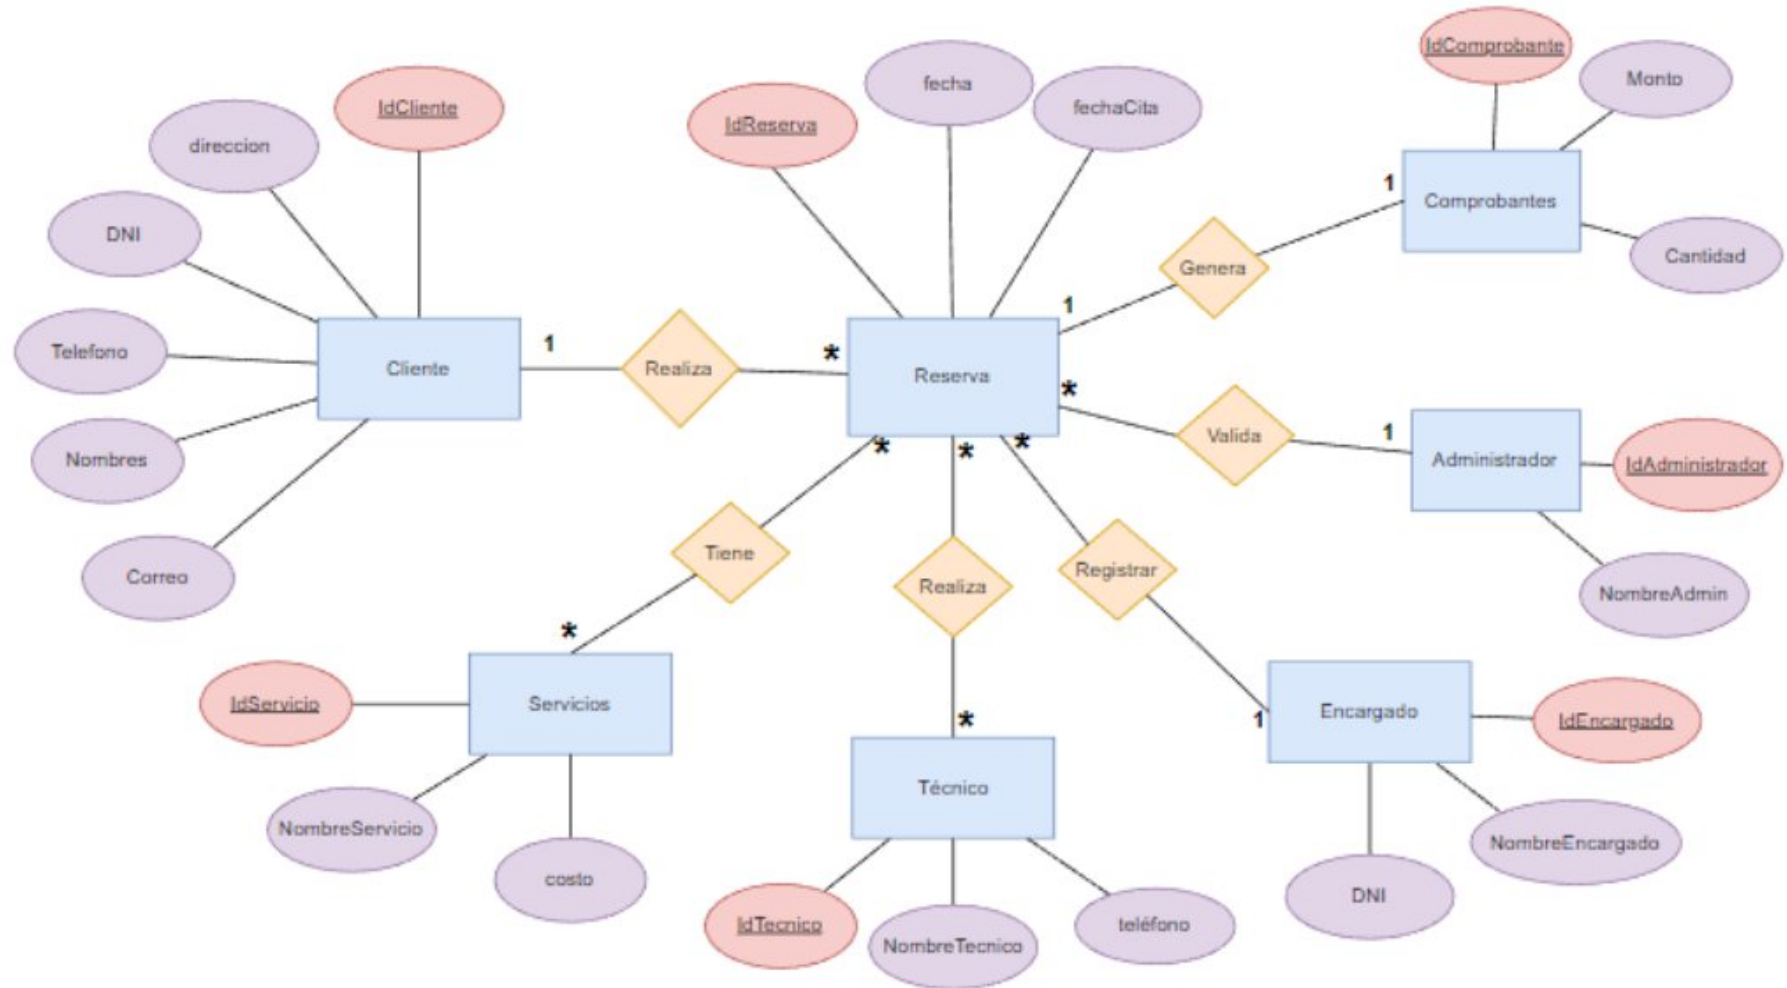 IdComprobante
Monto
fecha
IdCliente
fechaCita
IdReserva
direccion
1
Comprobantes
DNI
Cantidad
Genera
1
Telefono
1
*
Cliente
Realiza
Reserva
*
1
Valida
Administrador
IdAdministrador
Nombres
*
*
*
Tiene
Registrar
Correo
Realiza
NombreAdmin
*
IdServicio
Servicios
*
1
Encargado
IdEncargado
Técnico
NombreServicio
NombreEncargado
costo
DNI
IdTecnico
NombreTecnico
teléfono